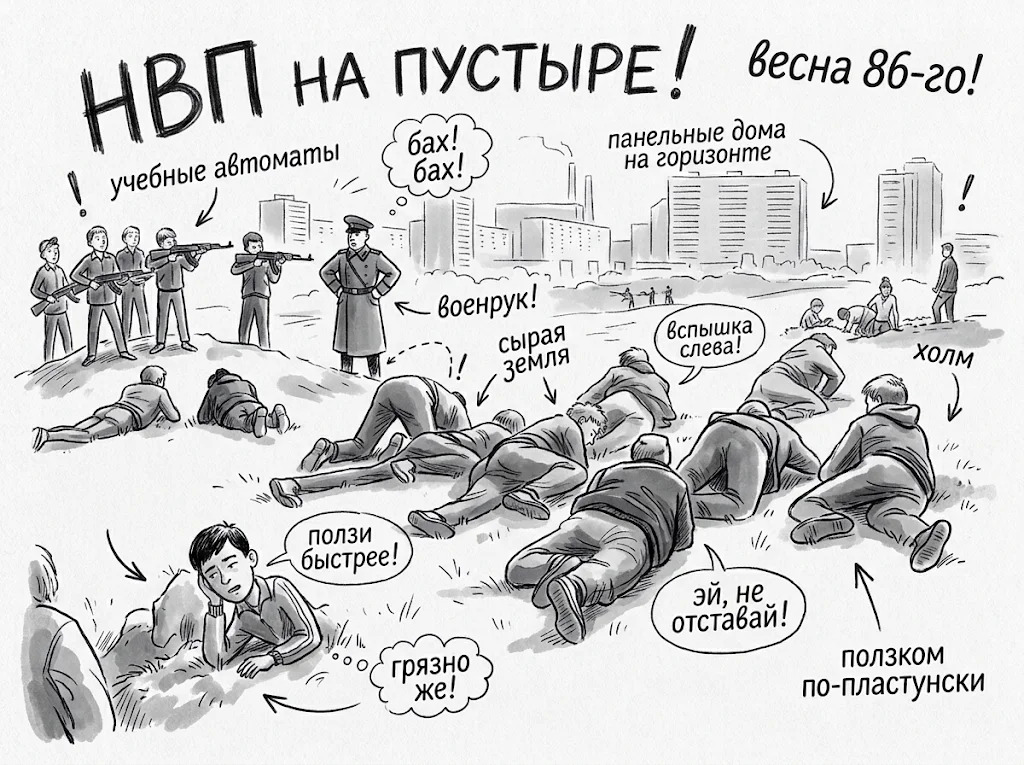 НВП НА ПУСТЫРЕ!
весна 86-го!
учебные автоматы
бах!
бах!
панельные дома
на горизонте
!
!
военрук!
сырая
земля
!
вспышка
слева!
холм
ползи
быстрее!
эй, не
отставай!
грязно
же!
ползком
по-пластунски